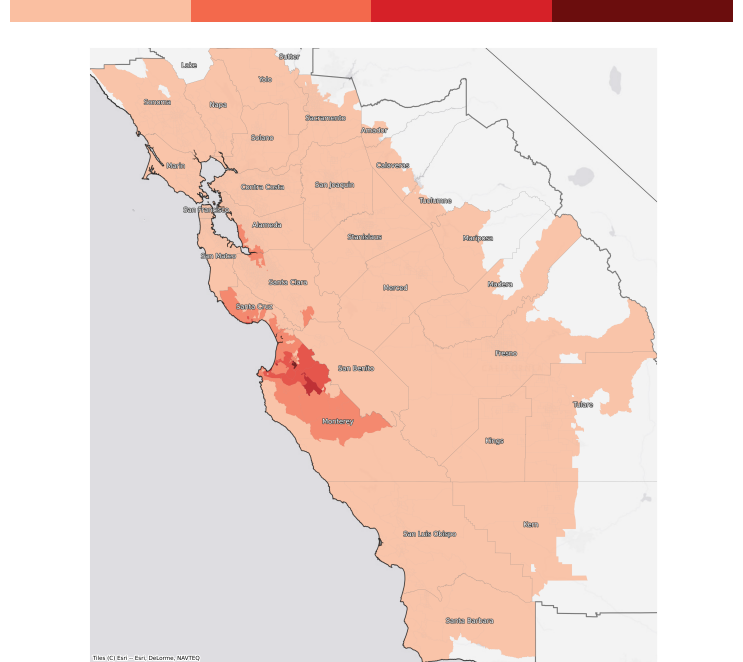 Sutter
Lake
Yolo
Sonoma
Napa
Sacramento
Amador
Solano
Calaveras
Marin
Contra Costa
San Joaquin
Tuolumne
San Francisco
Alameda
Stanislaus
Mariposa
San Mateo
Santa Clara
Merced
Madera
Santa Cruz
Fresno
San Benito
Tulare
Monterey
Kings
Kern
San Luis Obispo
Santa Barbara
Tiles (C) Esri -- Esri, DeLorme, NAVTEQ